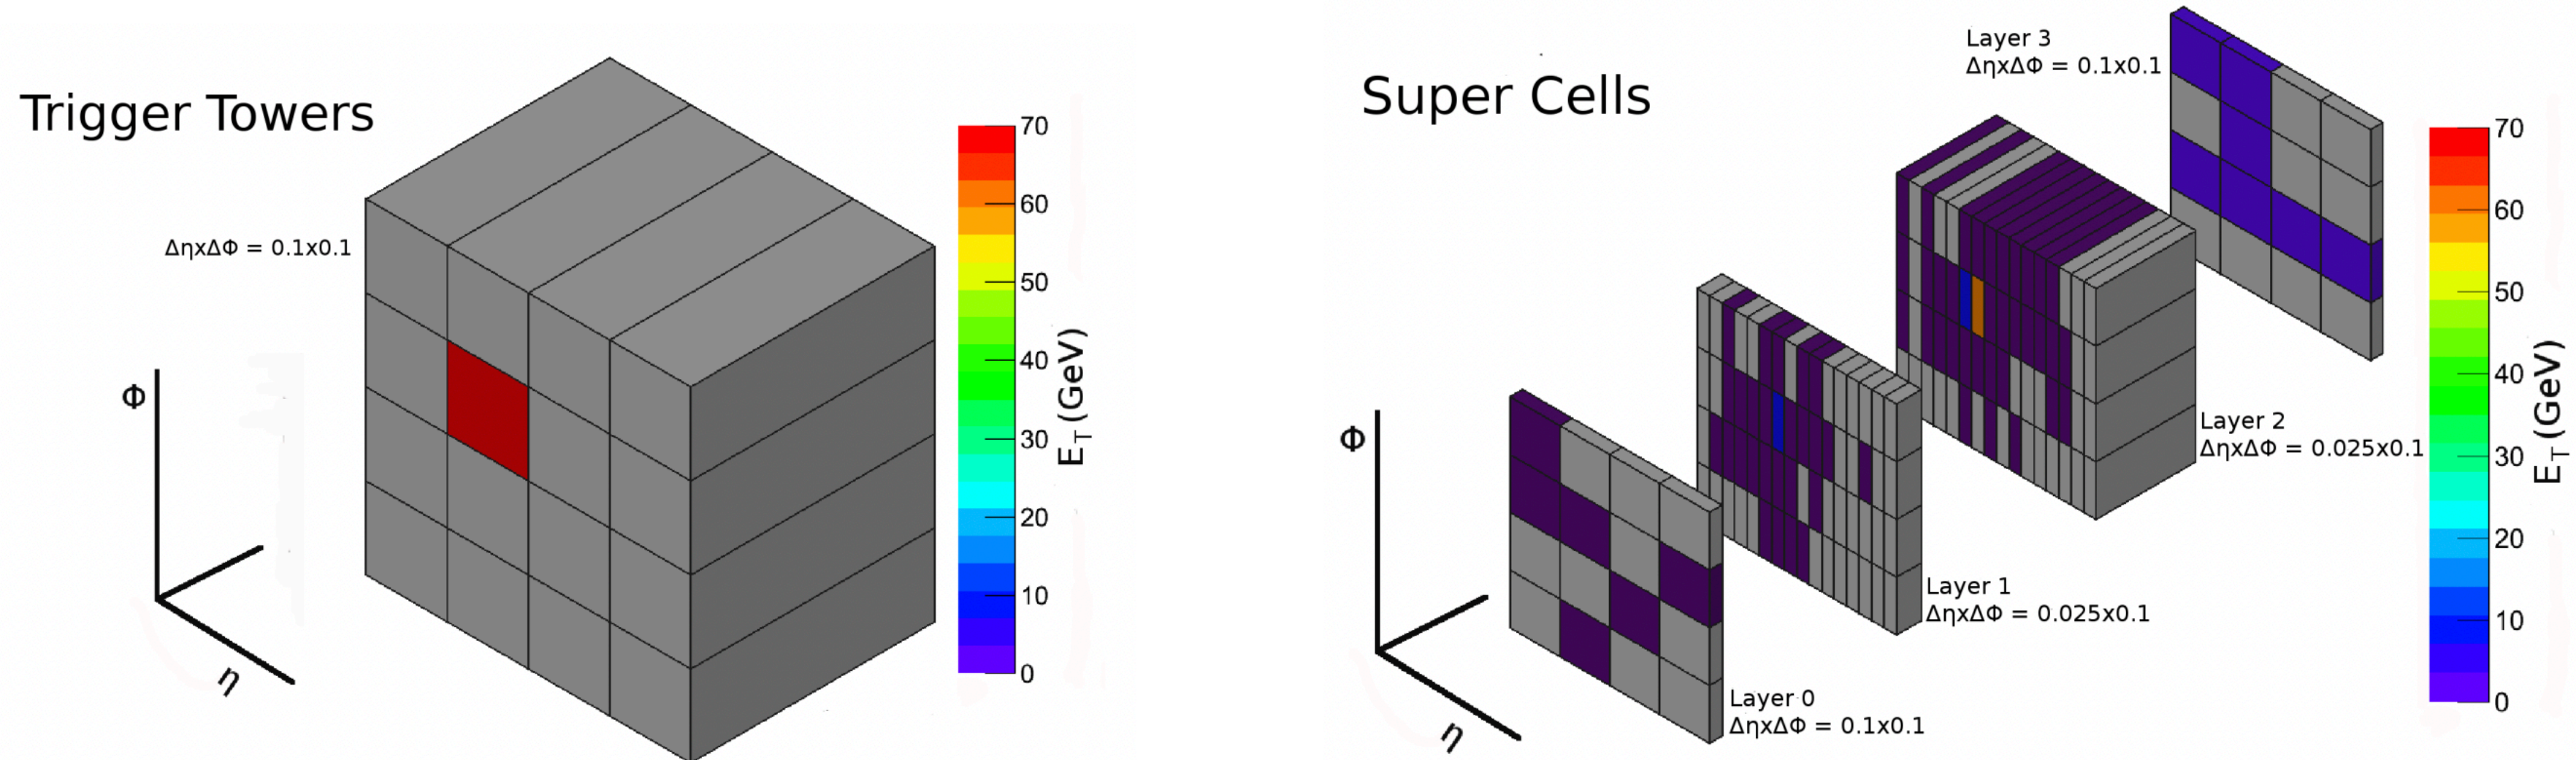 Trigger Towers
ΔηxΔΦ = 0.1x0.1
Φ
η
70
60
50
40
30
20
10
0
E_T (GeV)
Super Cells
Layer 3
ΔηxΔΦ = 0.1x0.1
Layer 2
ΔηxΔΦ = 0.025x0.1
Layer 1
ΔηxΔΦ = 0.025x0.1
Layer 0
ΔηxΔΦ = 0.1x0.1
Φ
η
70
60
50
40
30
20
10
0
E_T (GeV)